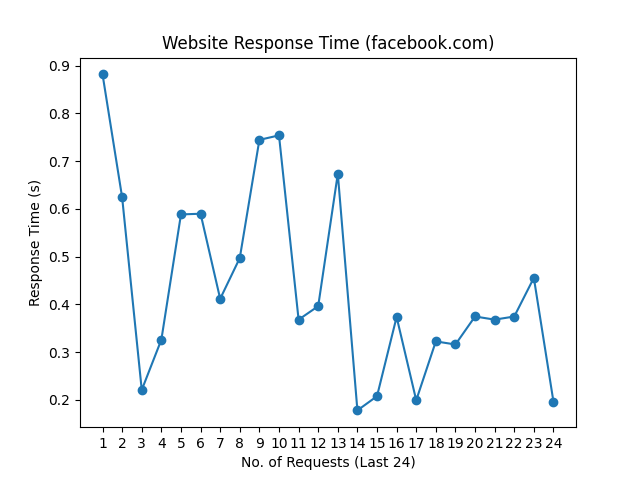 Website Response Time (facebook.com)
Response Time (s)
0.9
0.8
0.7
0.6
0.5
0.4
0.3
0.2
1 2 3 4 5 6 7 8 9 10 11 12 13 14 15 16 17 18 19 20 21 22 23 24
No. of Requests (Last 24)